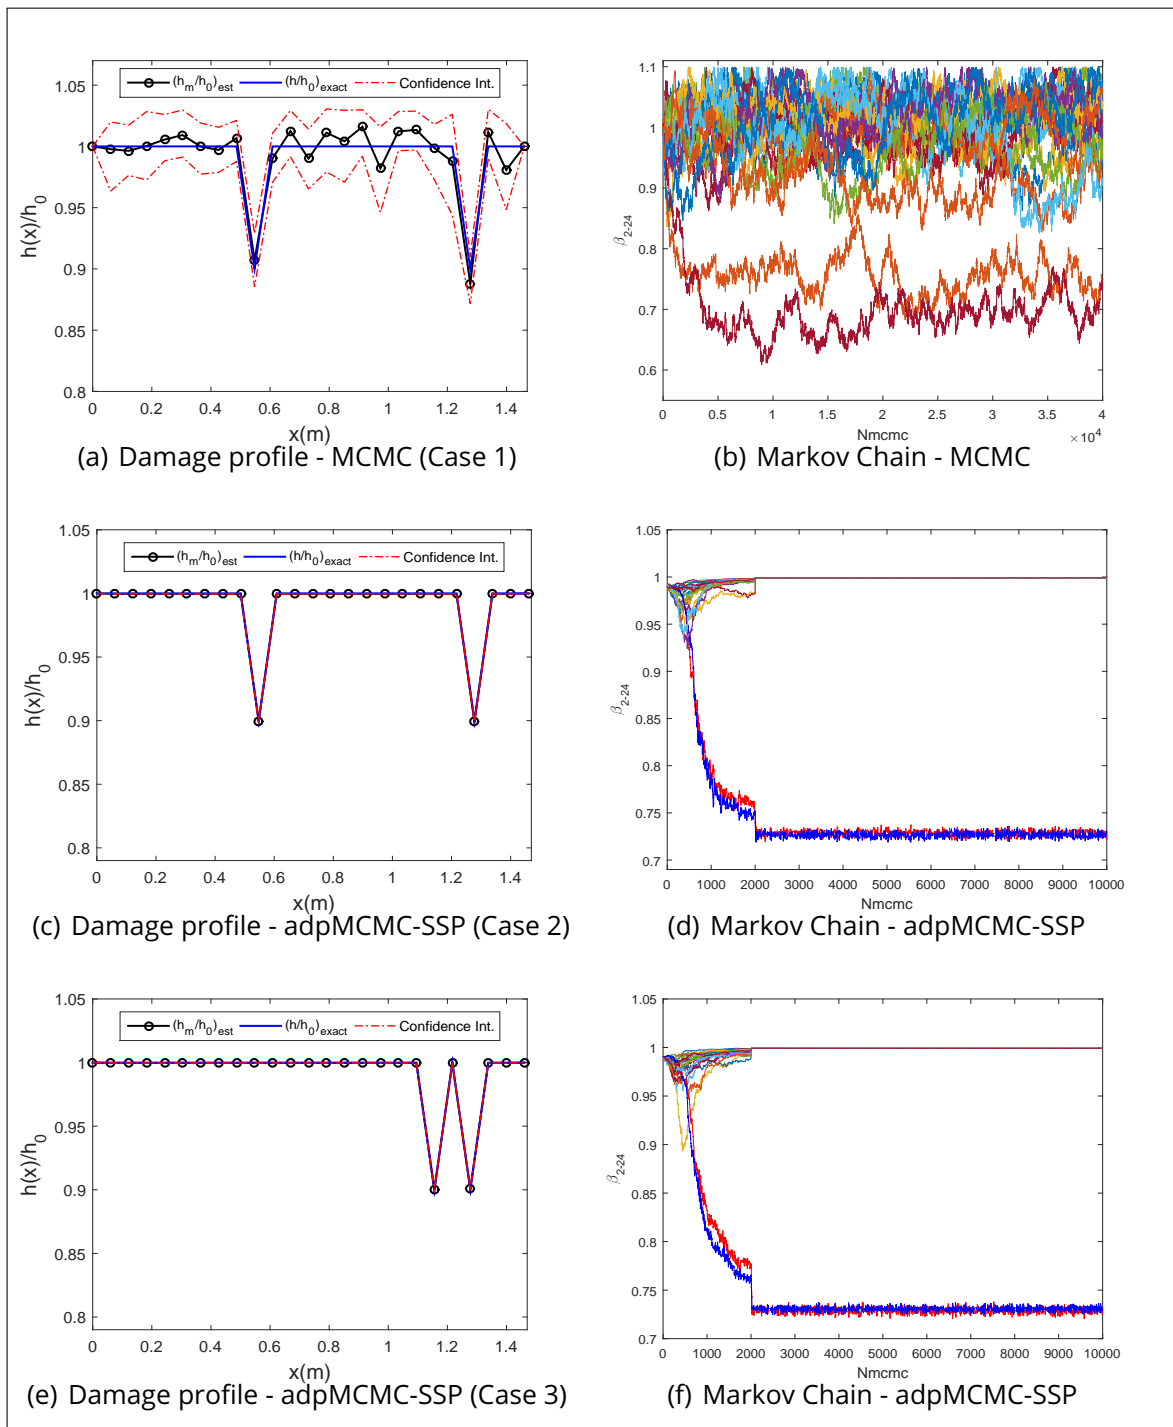 (h_m/h_0)_est (h/h_0)_exact Confidence Int.
1.05
1
0.95
0.9
0.85
0.8
h(x)/h_0
0 0.2 0.4 0.6 0.8 1 1.2 1.4
x(m)
(a) Damage profile - MCMC (Case 1)
1.1
1
0.9
0.8
0.7
0.6
β_2-24
0 0.5 1 1.5 2 2.5 3 3.5 4
Nmcmc
×10^4
(b) Markov Chain - MCMC
1.05
(h_m/h_0)_est (h/h_0)_exact Confidence Int.
1
0.95
0.9
0.85
0.8
h(x)/h_0
0 0.2 0.4 0.6 0.8 1 1.2 1.4
x(m)
(c) Damage profile - adpMCMC-SSP (Case 2)
1.05
1
0.95
0.9
0.85
0.8
0.75
0.7
β_2-24
0 1000 2000 3000 4000 5000 6000 7000 8000 9000 10000
Nmcmc
(d) Markov Chain - adpMCMC-SSP
1.05
(h_m/h_0)_est (h/h_0)_exact Confidence Int.
1
0.95
0.9
0.85
0.8
h(x)/h_0
0 0.2 0.4 0.6 0.8 1 1.2 1.4
x(m)
(e) Damage profile - adpMCMC-SSP (Case 3)
1.05
1
0.95
0.9
0.85
0.8
0.75
0.7
β_2-24
0 1000 2000 3000 4000 5000 6000 7000 8000 9000 10000
Nmcmc
(f) Markov Chain - adpMCMC-SSP